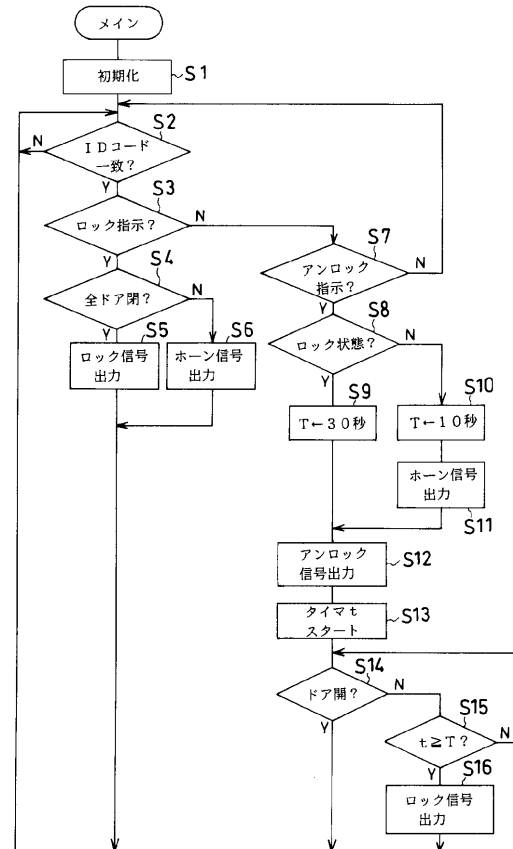 メイン
初期化
S1
S2
N
IDコード
一致?
Y
S3
ロック指示?
N
Y
S4
全ドア閉?
N
Y
S5
S6
ロック信号
出力
ホーン信号
出力
S7
アンロック
指示?
N
Y
S8
ロック状態?
N
Y
S9
S10
T←30秒
T←10秒
ホーン信号
出力
S11
アンロック
信号出力
S12
タイマt
スタート
S13
S14
ドア開?
N
Y
S15
t≧T?
N
Y
S16
ロック信号
出力